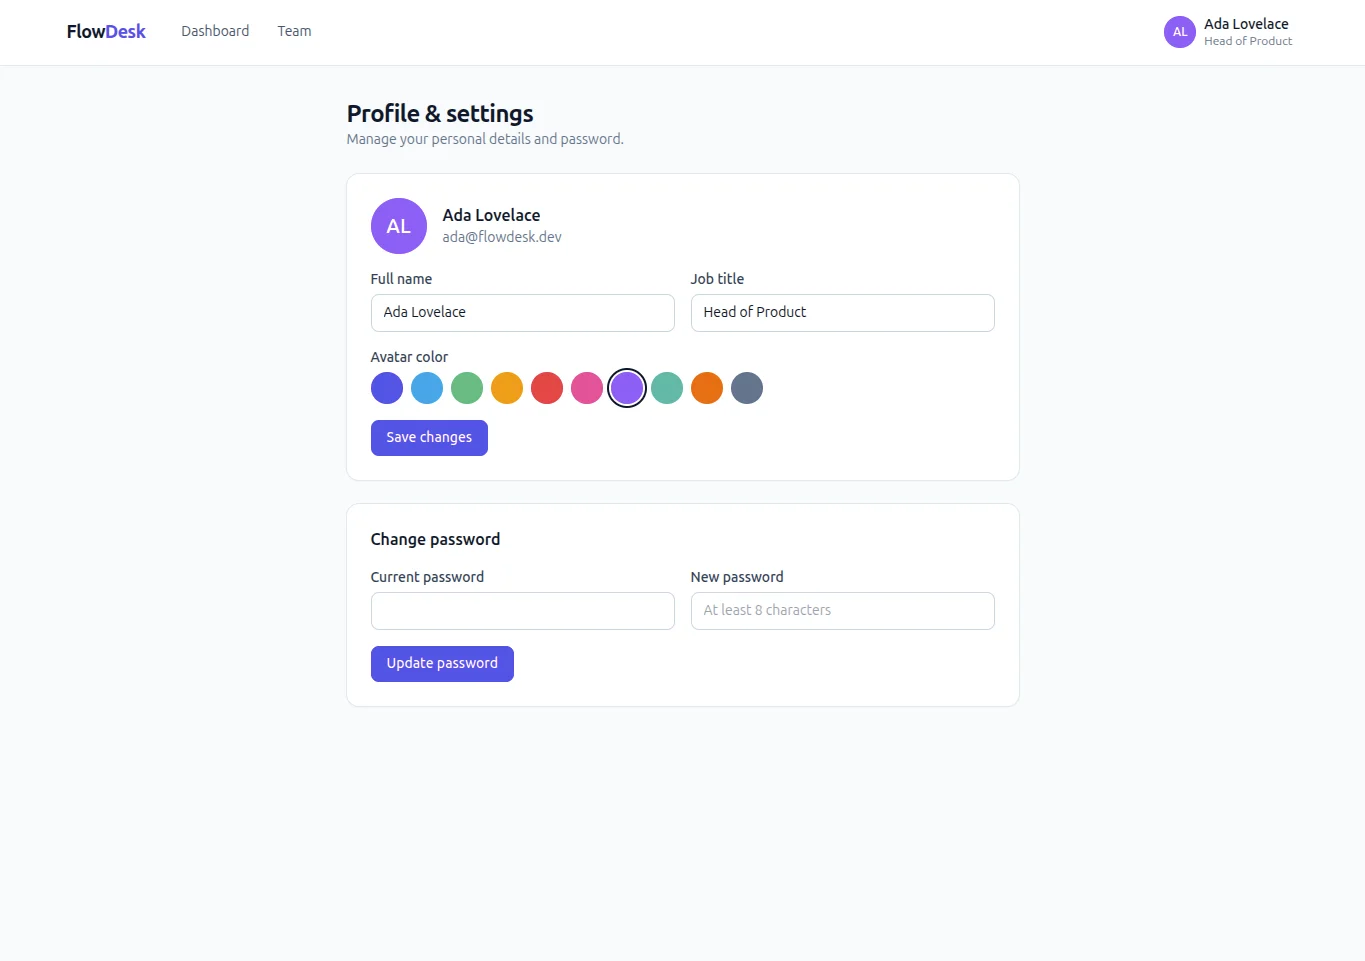 FlowDesk Dashboard Team
AL Ada Lovelace
Head of Product
Profile & settings
Manage your personal details and password.
AL Ada Lovelace
ada@flowdesk.dev
Full name Job title
Ada Lovelace Head of Product
Avatar color
Save changes
Change password
Current password New password
At least 8 characters
Update password